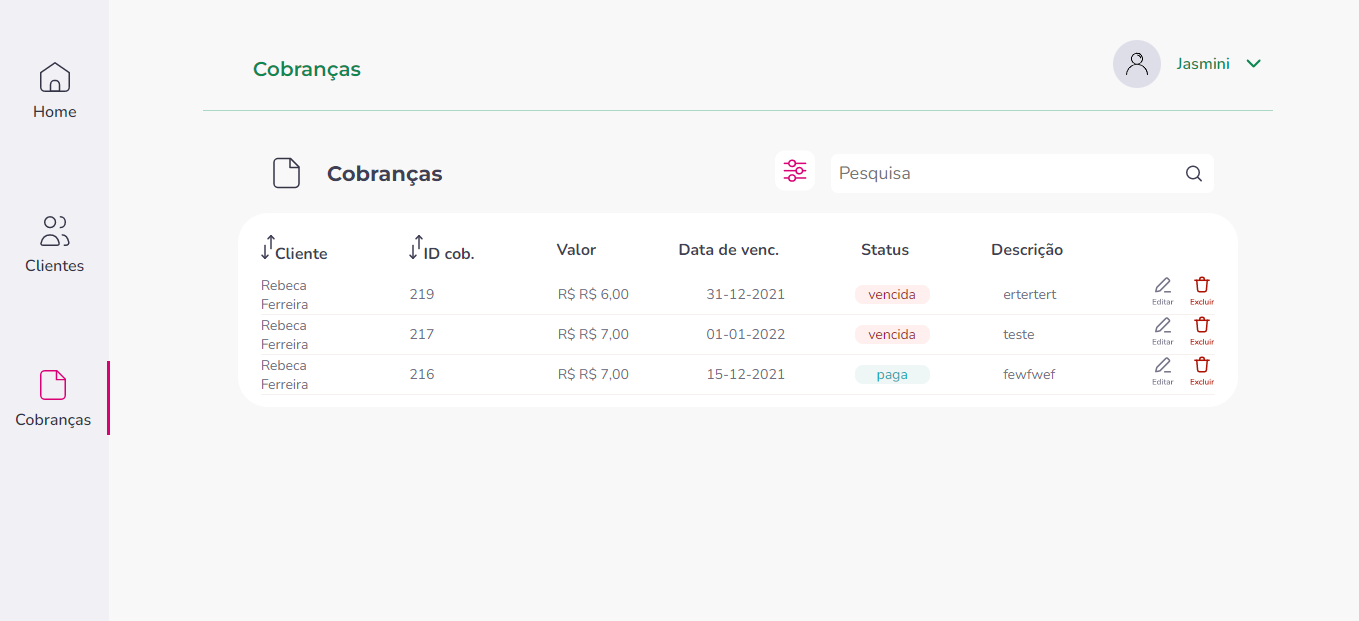 Cobranças
Jasmini
Home
Cobranças
Pesquisa
Cliente ID cob. Valor Data de venc. Status Descrição
Rebeca
Ferreira
219 R$ R$ 6,00 31-12-2021 vencida ertertert
Editar Excluir
Rebeca
Ferreira
217 R$ R$ 7,00 01-01-2022 vencida teste
Editar Excluir
Rebeca
Ferreira
216 R$ R$ 7,00 15-12-2021 paga fewfwef
Editar Excluir
Clientes
Cobranças